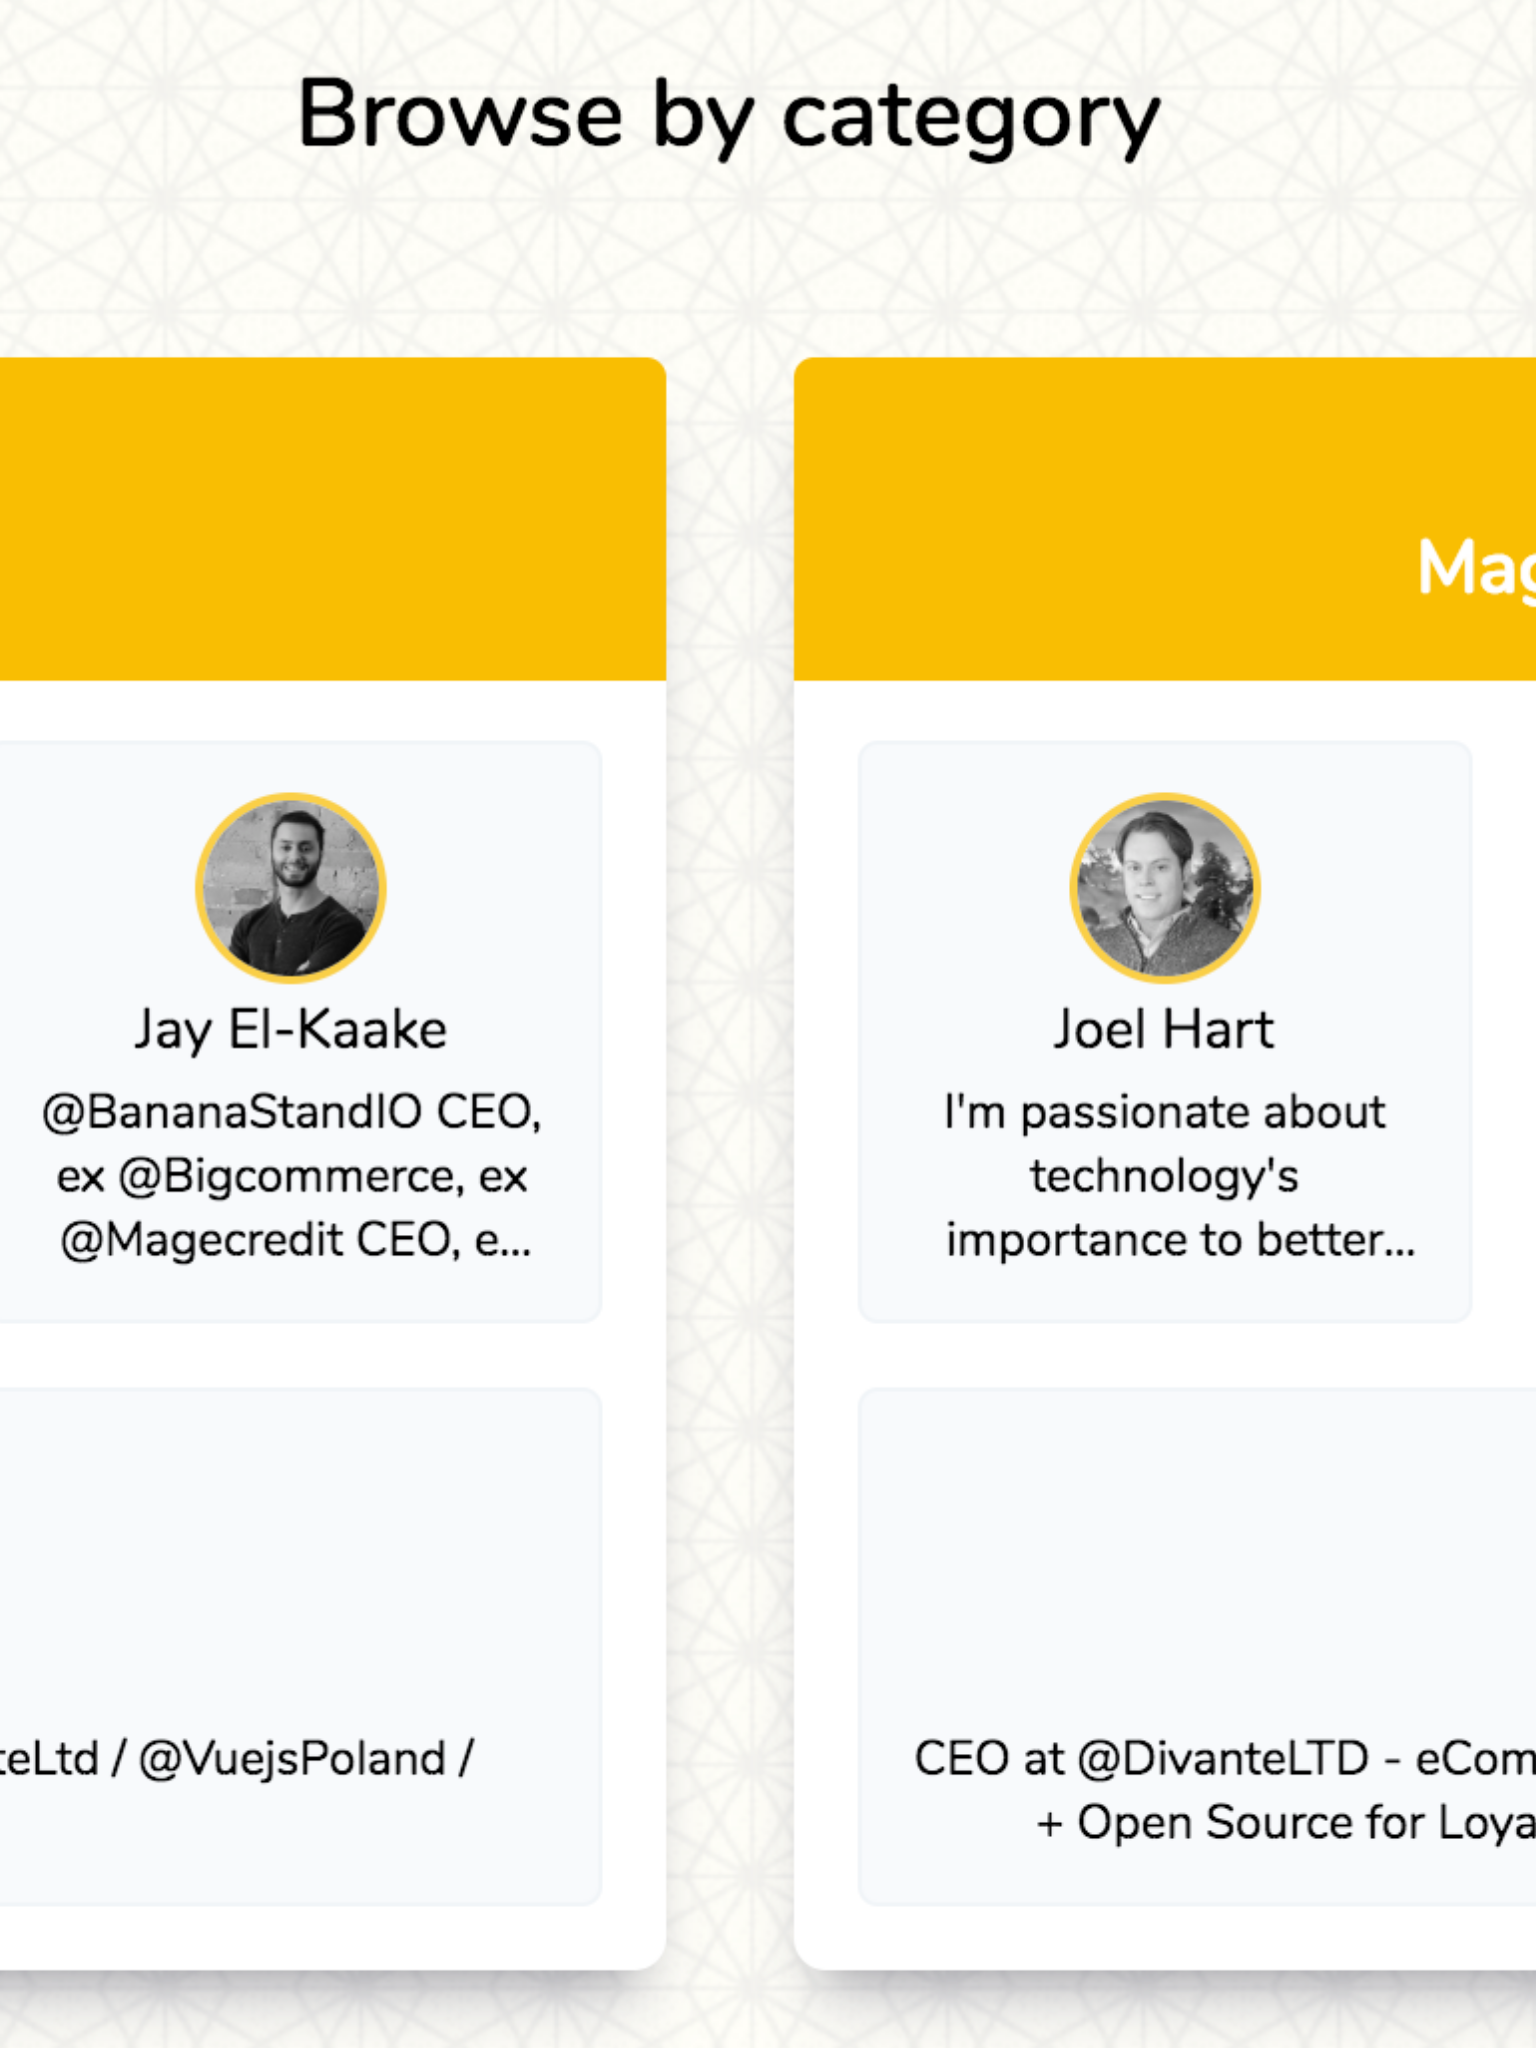 Browse by category
Jay El-Kaake
@BananaStandIO CEO,
ex @Bigcommerce, ex
@Magecredit CEO, e...
teLtd / @VuejsPoland /
Mag
Joel Hart
I'm passionate about
technology's
importance to better...
CEO at @DivanteLTD - eCom
+ Open Source for Loya